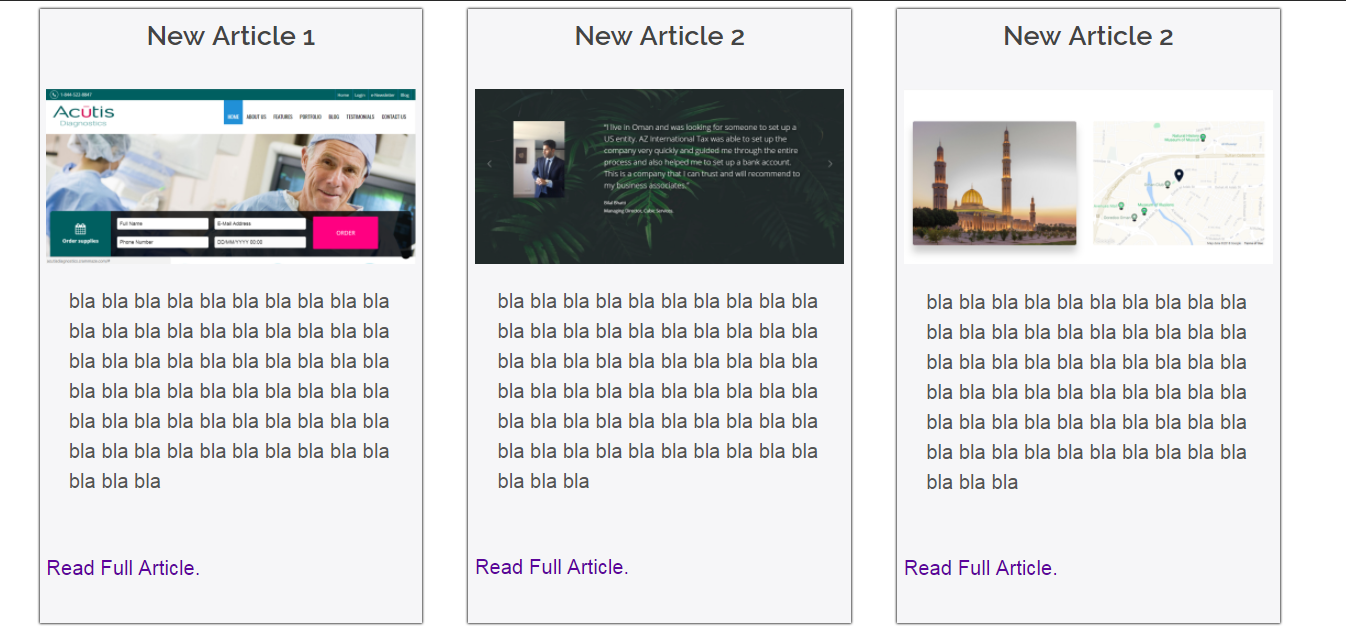 New Article 1
1-844-522-8847
Home Login e-Newsletter Blog
Acutis
Diagnostics
HOME ABOUT US FEATURES PORTFOLIO BLOG TESTIMONIALS CONTACT US
Order supplies
Full Name
E-Mail Address
Phone Number
DD/MM/YYYY 00:00
ORDER
bla bla bla bla bla bla bla bla bla bla
bla bla bla bla bla bla bla bla bla bla
bla bla bla bla bla bla bla bla bla bla
bla bla bla bla bla bla bla bla bla bla
bla bla bla bla bla bla bla bla bla bla
bla bla bla bla bla bla bla bla bla bla
bla bla bla
Read Full Article.
New Article 2
"I live in Oman and was looking for someone to set up a
US entity. AZ International Tax was able to set up the
company very quickly and guided me through the entire
process and also helped me to set up a bank account.
This is a company that I can trust and will recommend to
my business associates."
Managing Director, Cabic Services
bla bla bla bla bla bla bla bla bla bla
bla bla bla bla bla bla bla bla bla bla
bla bla bla bla bla bla bla bla bla bla
bla bla bla bla bla bla bla bla bla bla
bla bla bla bla bla bla bla bla bla bla
bla bla bla bla bla bla bla bla bla bla
bla bla bla
Read Full Article.
New Article 2
bla bla bla bla bla bla bla bla bla bla
bla bla bla bla bla bla bla bla bla bla
bla bla bla bla bla bla bla bla bla bla
bla bla bla bla bla bla bla bla bla bla
bla bla bla bla bla bla bla bla bla bla
bla bla bla bla bla bla bla bla bla bla
bla bla bla
Read Full Article.